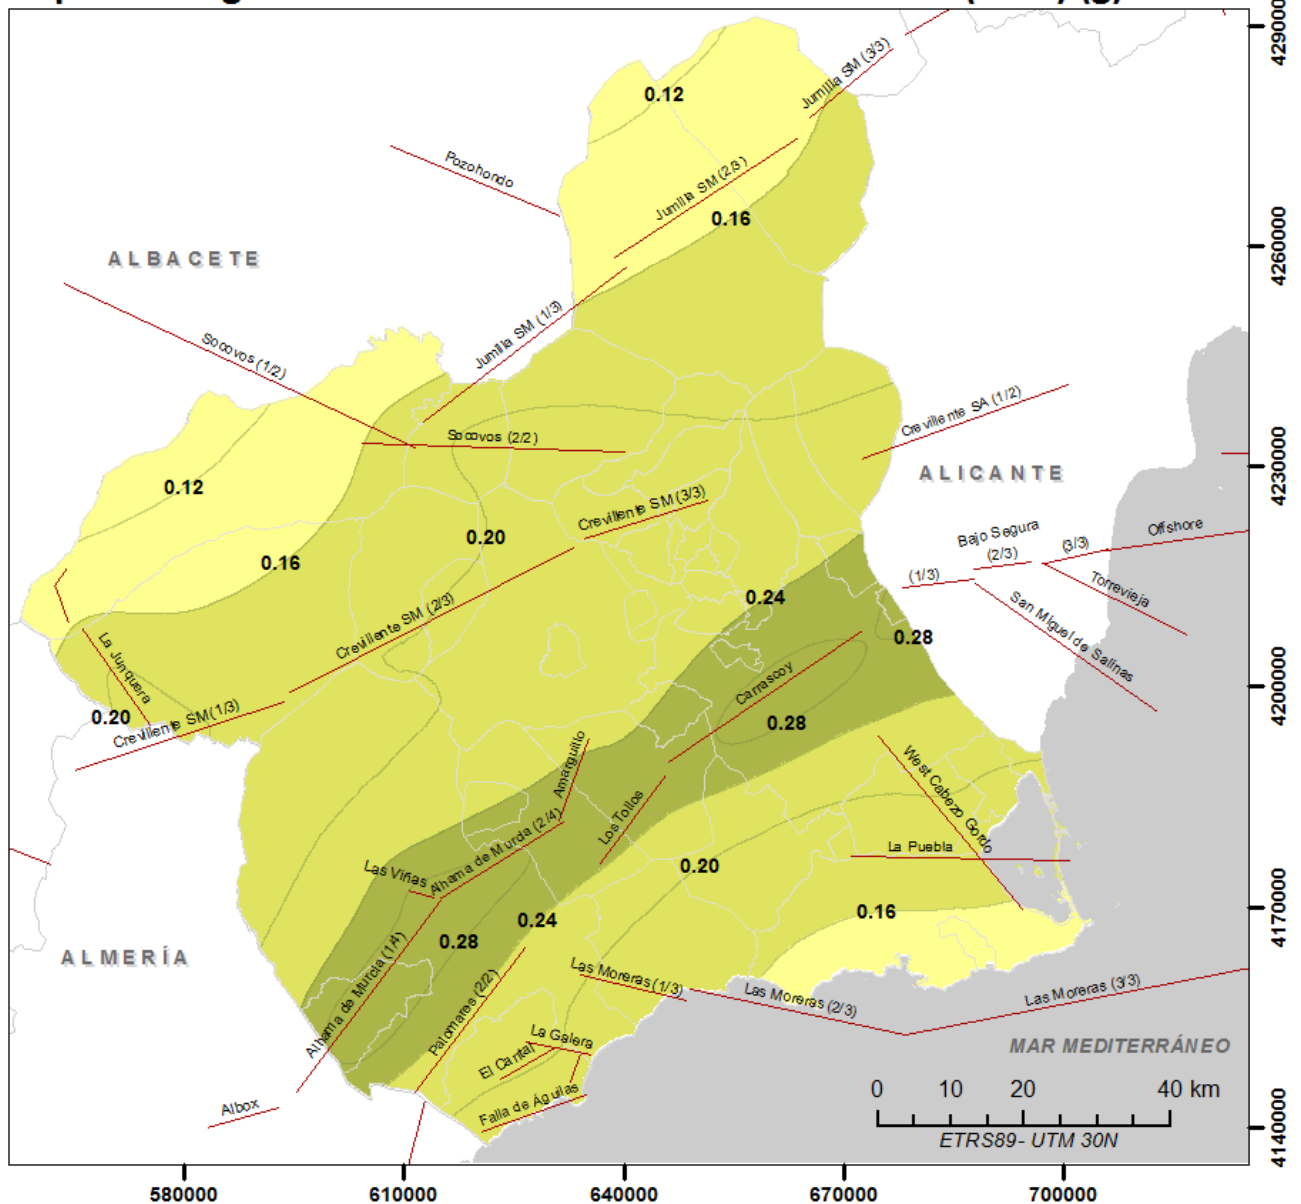 4290000
Jumilla SM (3/3)
0.12
Pozohondo
Jumilla SM (2/3)
0.16
4260000
ALBACETE
Jumilla SM (1/3)
Socovos (1/2)
Crevillente SA (1/2)
Socovos (2/2)
ALICANTE
4230000
0.12
Crevillente SM (3/3)
0.20
Bajo Segura
Offshore
(2/3)
(3/3)
0.16
(1/3)
Torrevieja
0.24
San Miguel de Salinas
Crevillente SM (2/3)
0.28
La Junquera
Carrascoy
4200000
0.20
Crevillente SM (1/3)
0.28
Amarguillo
West Cabezo Gordo
Los Tollos
Alhama de Murcia (2/4)
La Puebla
Las Viñas
0.20
4170000
0.24
0.16
0.28
ALMERÍA
Alhama de Murcia (1/4)
Palomares (2/2)
Las Moreras (1/3)
Las Moreras (2/3)
Las Moreras (3/3)
La Galera
MAR MEDITERRÁNEO
El Cantal
Falla de Águilas
Albox
0 10 20 40 km
ETRS89- UTM 30N
4140000
580000 610000 640000 670000 700000